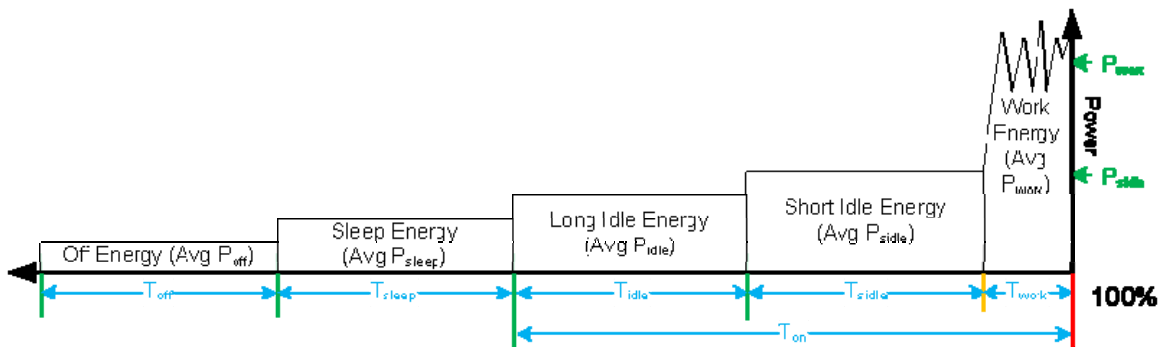 Work
Energy
(Avg
Pwork)
Power
Pmax
Psidle
Short Idle Energy
(Avg Psidle)
Long Idle Energy
(Avg Pidle)
Sleep Energy
(Avg Psleep)
Off Energy (Avg Poff)
Toff
Tsleep
Tidle
Tsidle
Twork
100%
Ton